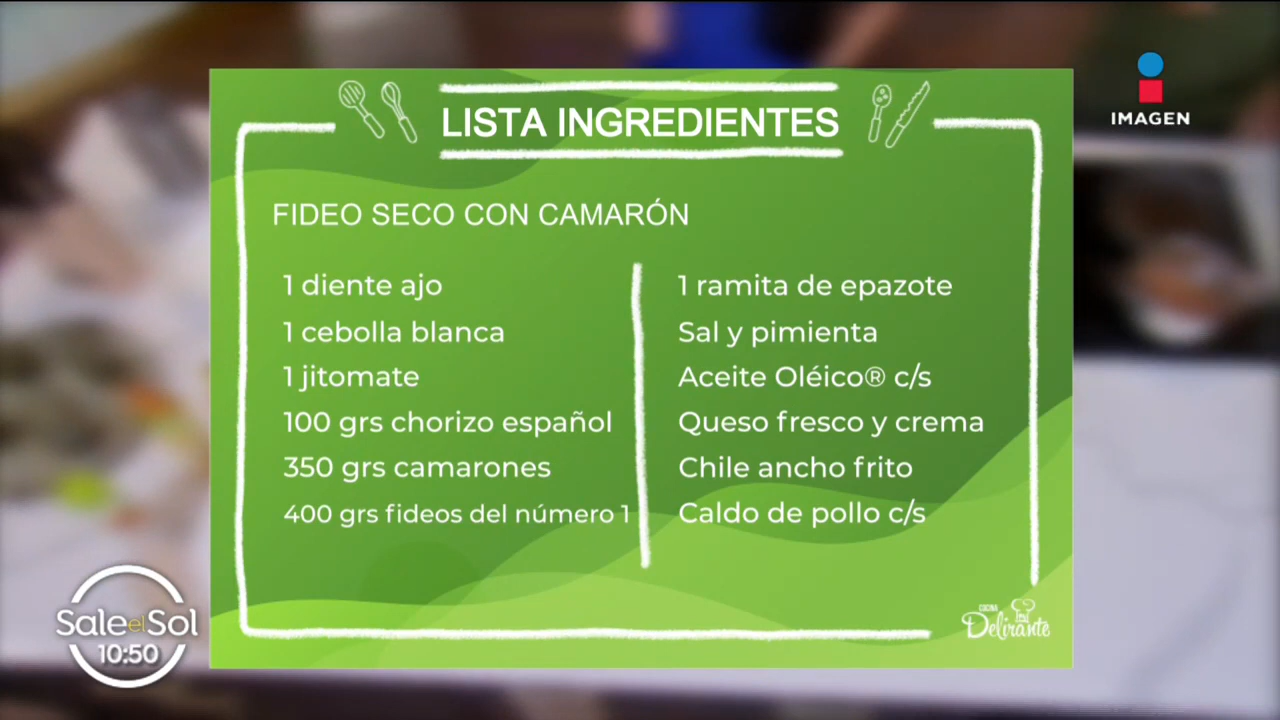 IMAGEN
LISTA INGREDIENTES
FIDEO SECO CON CAMARÓN
1 diente ajo
1 cebolla blanca
1 jitomate
100 grs chorizo español
350 grs camarones
400 grs fideos del número 1
1 ramita de epazote
Sal y pimienta
Aceite Oléico® c/s
Queso fresco y crema
Chile ancho frito
Caldo de pollo c/s
COCINA
Delirante
Sale el Sol
10:50